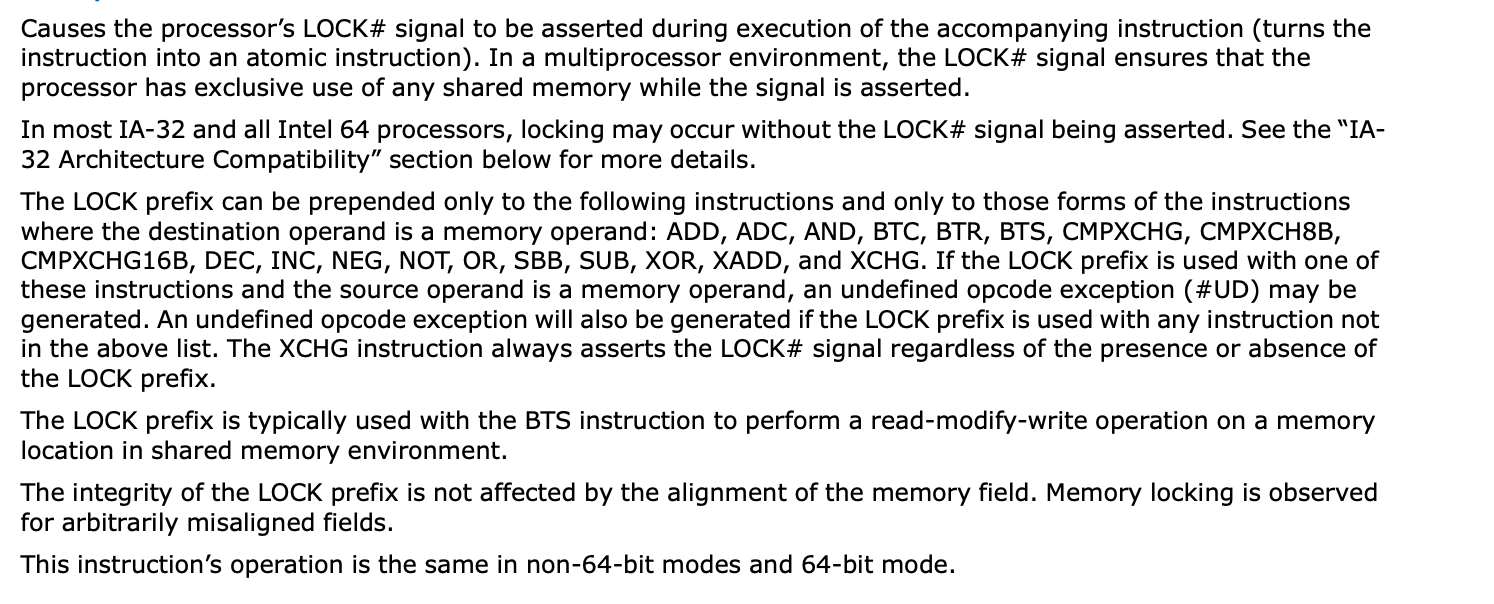 Causes the processor’s LOCK# signal to be asserted during execution of the accompanying instruction (turns the
instruction into an atomic instruction). In a multiprocessor environment, the LOCK# signal ensures that the
processor has exclusive use of any shared memory while the signal is asserted.
In most IA-32 and all Intel 64 processors, locking may occur without the LOCK# signal being asserted. See the “IA-
32 Architecture Compatibility” section below for more details.
The LOCK prefix can be prepended only to the following instructions and only to those forms of the instructions
where the destination operand is a memory operand: ADD, ADC, AND, BTC, BTR, BTS, CMPXCHG, CMPXCH8B,
CMPXCHG16B, DEC, INC, NEG, NOT, OR, SBB, SUB, XOR, XADD, and XCHG. If the LOCK prefix is used with one of
these instructions and the source operand is a memory operand, an undefined opcode exception (#UD) may be
generated. An undefined opcode exception will also be generated if the LOCK prefix is used with any instruction not
in the above list. The XCHG instruction always asserts the LOCK# signal regardless of the presence or absence of
the LOCK prefix.
The LOCK prefix is typically used with the BTS instruction to perform a read-modify-write operation on a memory
location in shared memory environment.
The integrity of the LOCK prefix is not affected by the alignment of the memory field. Memory locking is observed
for arbitrarily misaligned fields.
This instruction’s operation is the same in non-64-bit modes and 64-bit mode.